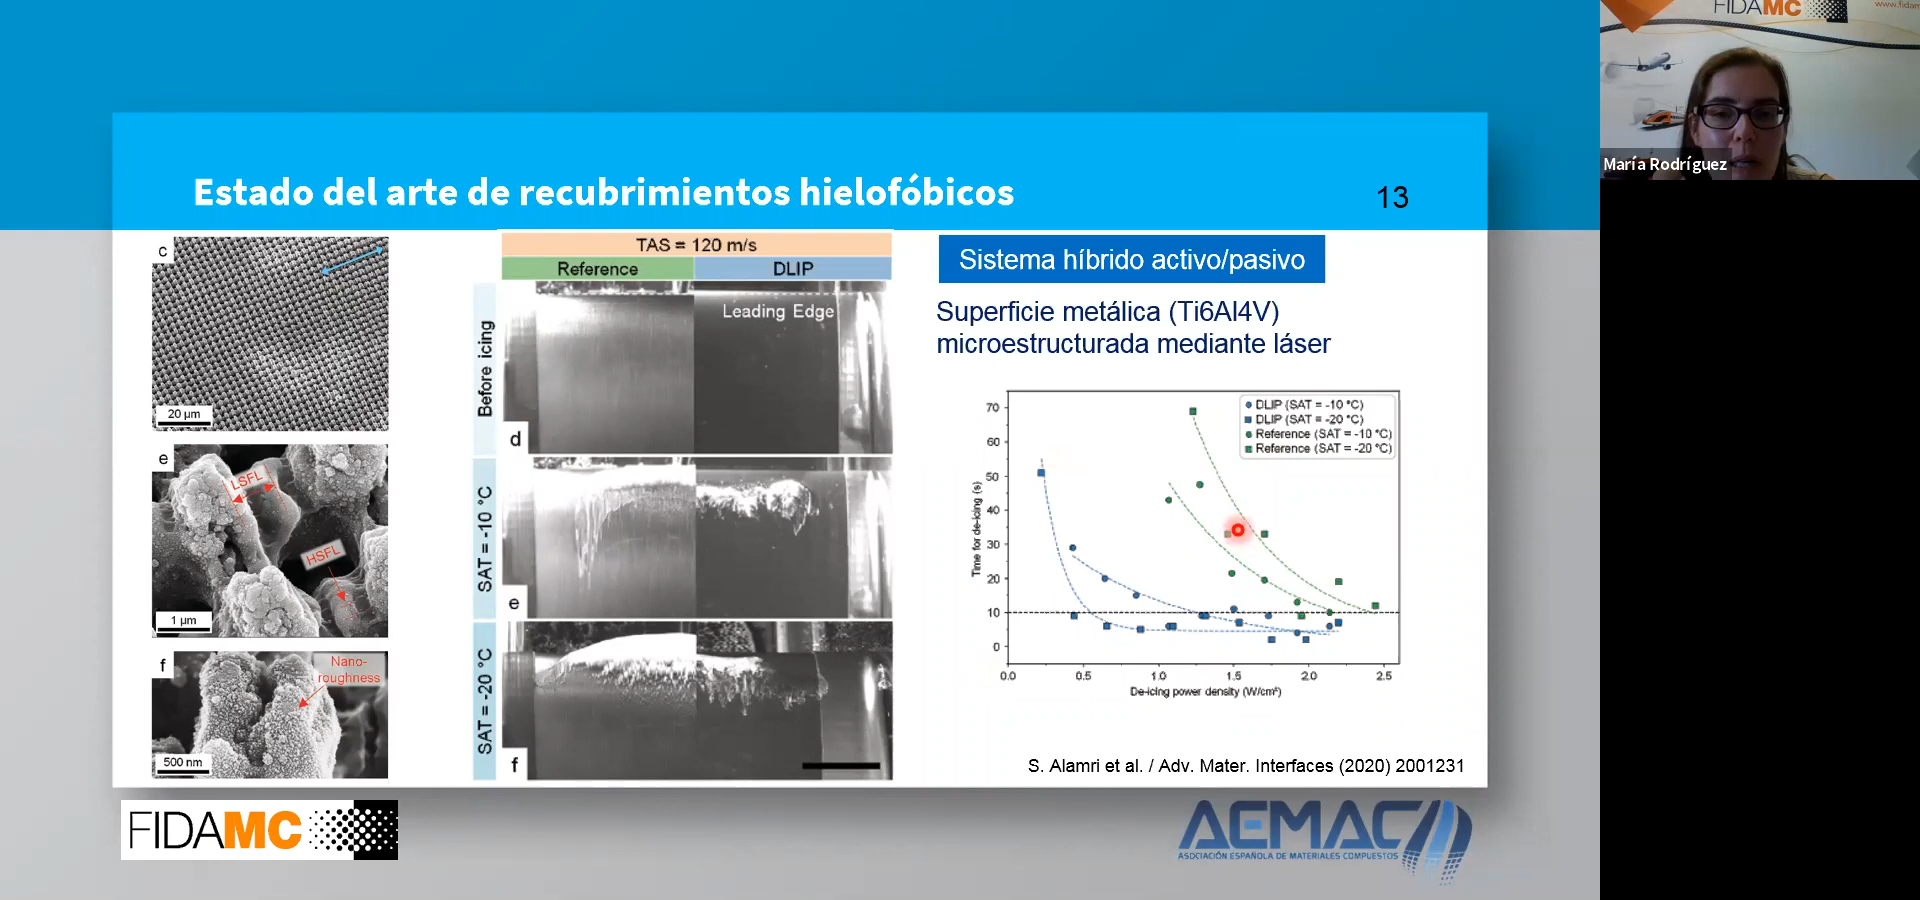 Estado del arte de recubrimientos hielofóbicos
13
c
20 µm
e
LSFL
HSFL
1 µm
f
Nano-
roughness
500 nm
TAS = 120 m/s
Reference
DLIP
Before icing
Leading Edge
d
SAT = -10 °C
e
SAT = -20 °C
f
Sistema híbrido activo/pasivo
Superficie metálica (Ti6Al4V)
microestructurada mediante láser
DLIP (SAT = -10 °C)
DLIP (SAT = -20 °C)
Reference (SAT = -10 °C)
Reference (SAT = -20 °C)
Time for de-icing (s)
70
60
50
40
30
20
10
0
0.0
0.5
1.0
1.5
2.0
2.5
De-icing power density (W/cm²)
S. Alamri et al. / Adv. Mater. Interfaces (2020) 2001231
FIDAMC
AEMAC
ASOCIACIÓN ESPAÑOLA DE MATERIALES COMPUESTOS
FIDAMC
María Rodríguez